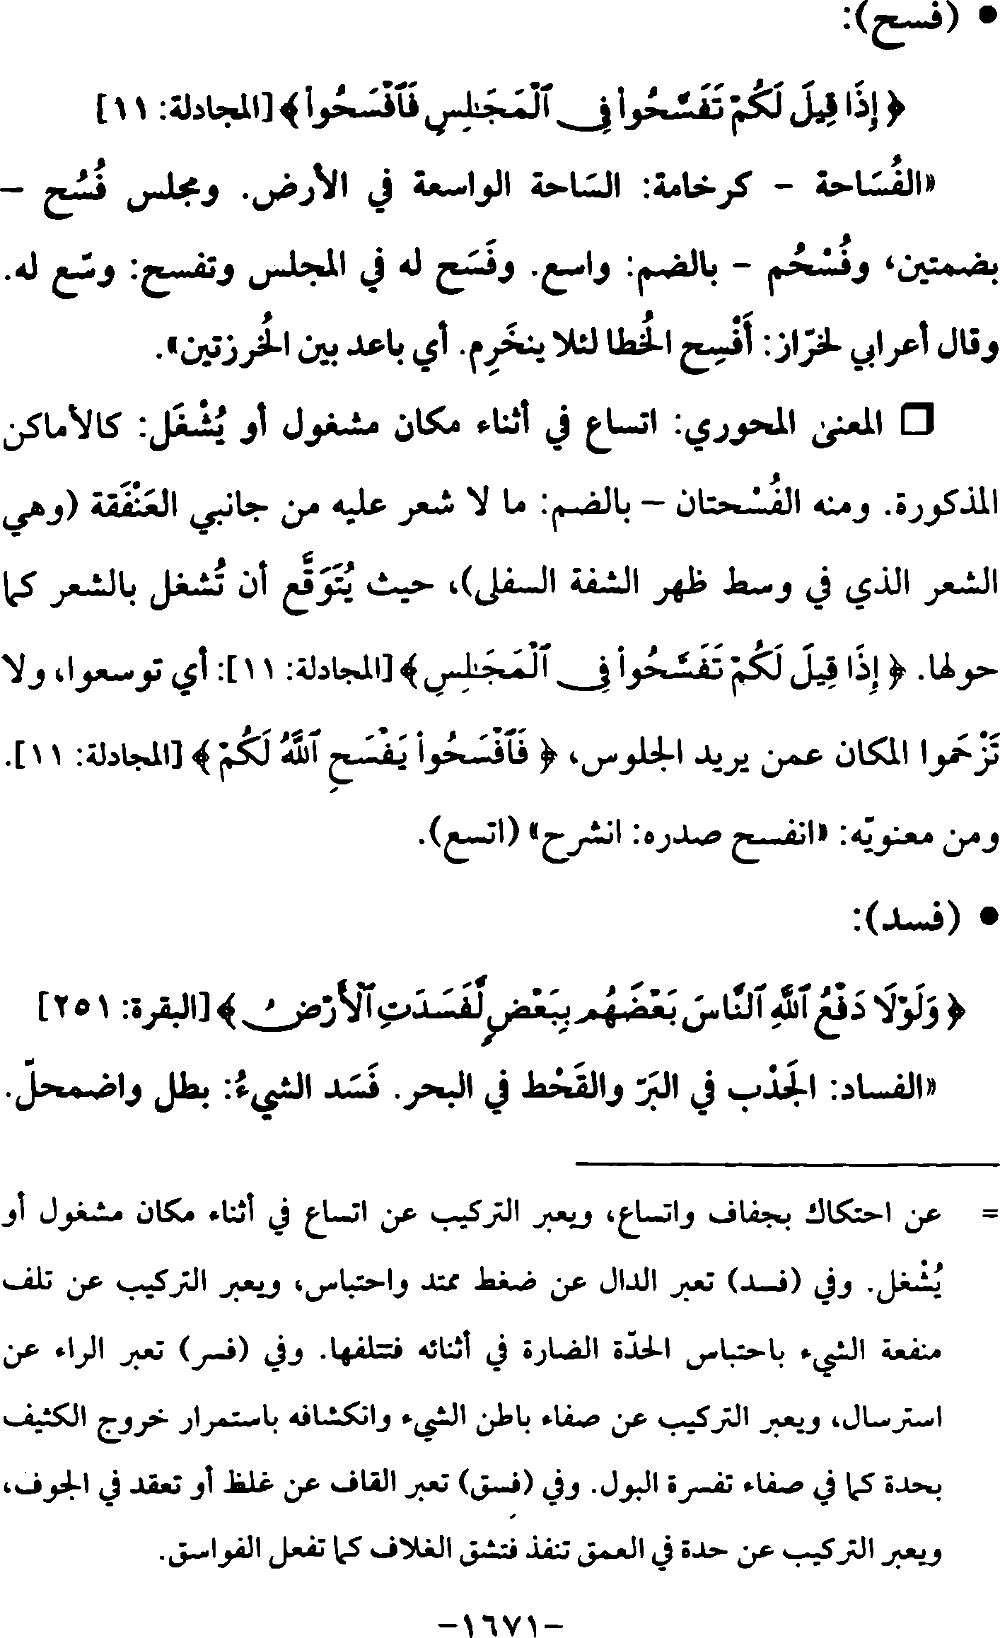 • (فسح):
﴿ إِذَا قِيلَ لَكُمْ تَفَسَّحُوا۟ فِى ٱلْمَجَـٰلِسِ فَٱفْسَحُوا۟ ﴾ [المجادلة: ١١]
«الفُسَاحة – كرخامة: السَاحة الواسعة في الأرض. ومجلس فُسُح –
بضمتين، وفُسْحُم – بالضم: واسع. وفَسَح له في المجلس وتفسح: وسّع له.
وقال أعرابي لخرّاز: أَفْسِح الخُطا لئلا ينخَرِم. أي باعد بين الخُرزتين».
❒ المعنىٰ المحوري: اتساع في أثناء مكان مشغول أو يُشْغَل: كالأماكن
المذكورة. ومنه الفُسْحتان – بالضم: ما لا شعر عليه من جانبي العَنْفَقة (وهي
الشعر الذي في وسط ظهر الشفة السفلى)، حيث يُتَوَقَّع أن تُشغل بالشعر كما
حولها. ﴿ إِذَا قِيلَ لَكُمْ تَفَسَّحُوا۟ فِى ٱلْمَجَـٰلِسِ ﴾ [المجادلة: ١١]: أي توسعوا، ولا
تَزْحَموا المكان عمن يريد الجلوس، ﴿ فَٱفْسَحُوا۟ يَفْسَحِ ٱللَّهُ لَكُمْ ﴾ [المجادلة: ١١].
ومن معنويّه: «انفسح صدره: انشرح» (اتسع).
• (فسد):
﴿ وَلَوْلَا دَفْعُ ٱللَّهِ ٱلنَّاسَ بَعْضَهُم بِبَعْضٍ لَّفَسَدَتِ ٱلْأَرْضُ ﴾ [البقرة: ٢٥١]
«الفساد: الجَدْب في البَرّ والقَحْط في البحر. فَسَد الشيءُ: بطل واضمحلّ.
= عن احتكاك بجفاف واتساع، ويعبر التركيب عن اتساع في أثناء مكان مشغول أو
يُشْغل. وفي (فسد) تعبر الدال عن ضغط ممتد واحتباس، ويعبر التركيب عن تلف
منفعة الشيء باحتباس الحدّة الضارة في أثنائه فتتلفها. وفي (فسر) تعبر الراء عن
استرسال، ويعبر التركيب عن صفاء باطن الشيء وانكشافه باستمرار خروج الكثيف
بحدة كما في صفاء تفسرة البول. وفي (فسق) تعبر القاف عن غلظ أو تعقد في الجوف،
ويعبر التركيب عن حدة في العمق تنفذ فتشق الغلاف كما تفعل الفواسق.
–١٦٧١–